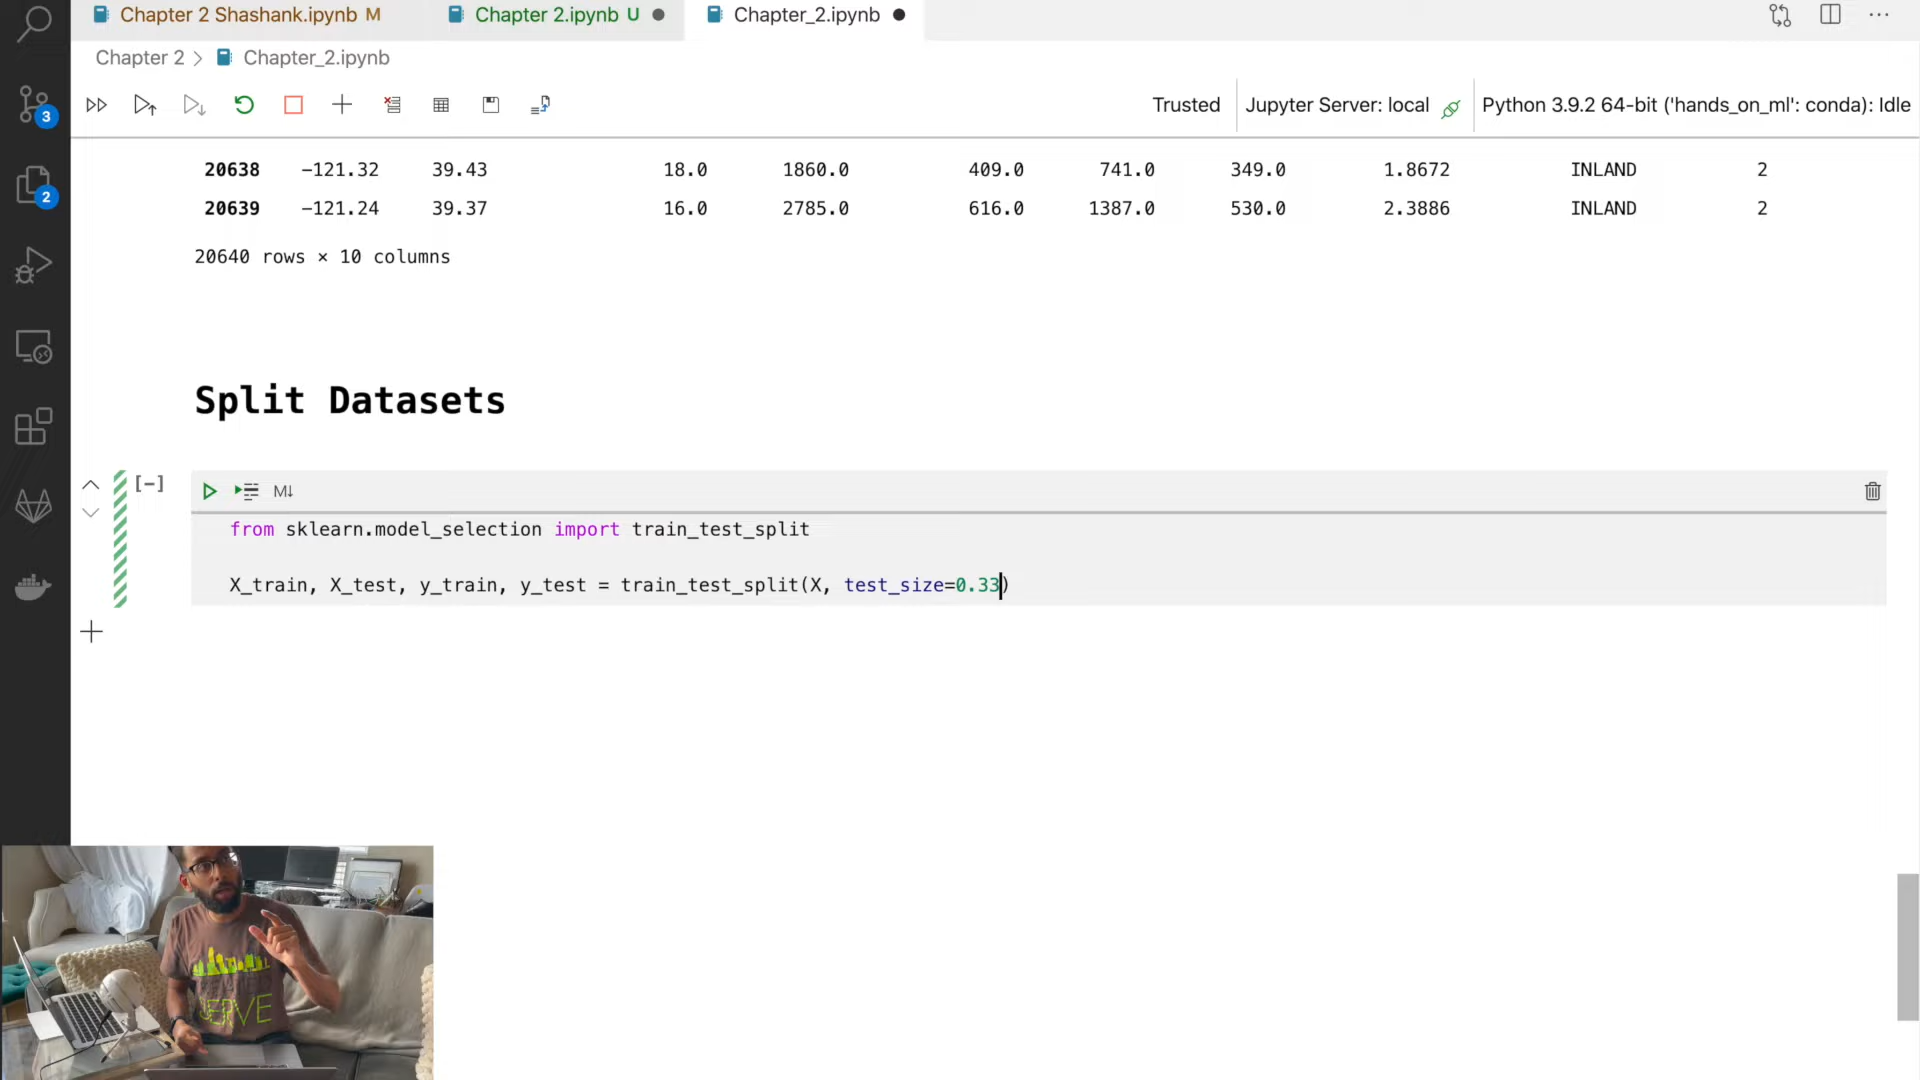 Chapter 2 Shashank.ipynb M
Chapter 2.ipynb U
Chapter_2.ipynb
Chapter 2 > Chapter_2.ipynb
Trusted
Jupyter Server: local
Python 3.9.2 64-bit ('hands_on_ml': conda): Idle
3
2
20638 −121.32 39.43 18.0 1860.0 409.0 741.0 349.0 1.8672 INLAND 2
20639 −121.24 39.37 16.0 2785.0 616.0 1387.0 530.0 2.3886 INLAND 2
20640 rows × 10 columns
Split Datasets
[-]
M↓
from sklearn.model_selection import train_test_split
X_train, X_test, y_train, y_test = train_test_split(X, test_size=0.33)
SERVE